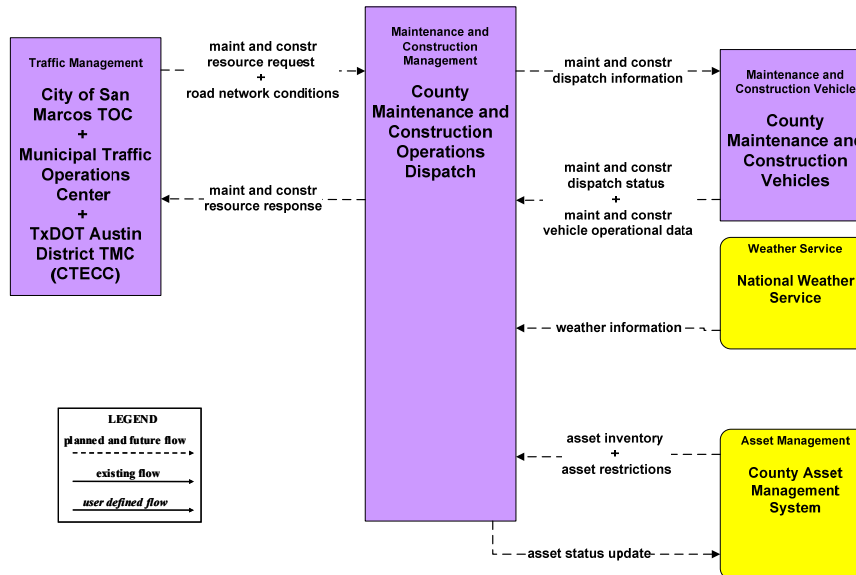 Traffic Management
City of San
Marcos TOC
+
Municipal Traffic
Operations
Center
+
TxDOT Austin
District TMC
(CTECC)
maint and constr
resource request
+
road network conditions
maint and constr
resource response
Maintenance and
Construction
Management
County
Maintenance and
Construction
Operations
Dispatch
maint and constr
dispatch information
maint and constr
dispatch status
+
maint and constr
vehicle operational data
Maintenance and
Construction Vehicle
County
Maintenance and
Construction
Vehicles
Weather Service
National Weather
Service
weather information
asset inventory
+
asset restrictions
Asset Management
County Asset
Management
System
asset status update
LEGEND
planned and future flow
existing flow
user defined flow